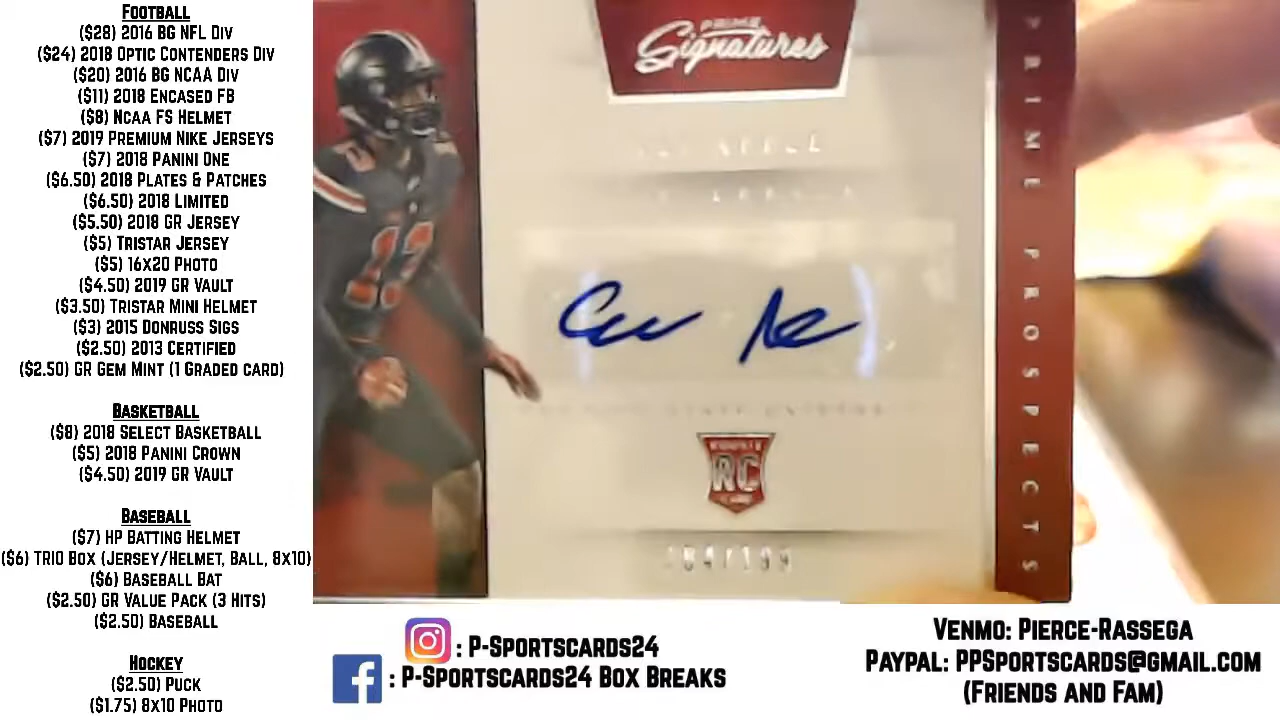 Football
($28) 2016 BG NFL Div
($24) 2018 Optic Contenders Div
($20) 2016 BG NCAA Div
($11) 2018 Encased FB
($8) NCAA FS Helmet
($7) 2019 Premium Nike Jerseys
($7) 2018 Panini One
($6.50) 2018 Plates & Patches
($6.50) 2018 Limited
($5.50) 2018 GR Jersey
($5) Tristar Jersey
($5) 16x20 Photo
($4.50) 2019 GR Vault
($3.50) Tristar Mini Helmet
($3) 2015 Donruss Sigs
($2.50) 2013 Certified
($2.50) GR Gem Mint (1 Graded card)
Basketball
($8) 2018 Select Basketball
($5) 2018 Panini Crown
($4.50) 2019 GR Vault
Baseball
($7) HP Batting Helmet
($6) TRIO Box (Jersey/Helmet, Ball, 8x10)
($6) Baseball Bat
($2.50) GR Value Pack (3 Hits)
($2.50) Baseball
Hockey
($2.50) Puck
($1.75) 8x10 Photo
PRIME
Signatures
RC
PRIME PROSPECTS
: P-Sportscards24
: P-Sportscards24 Box Breaks
Venmo: Pierce-Rassega
PayPal: PPSportscards@gmail.com
(Friends and Fam)